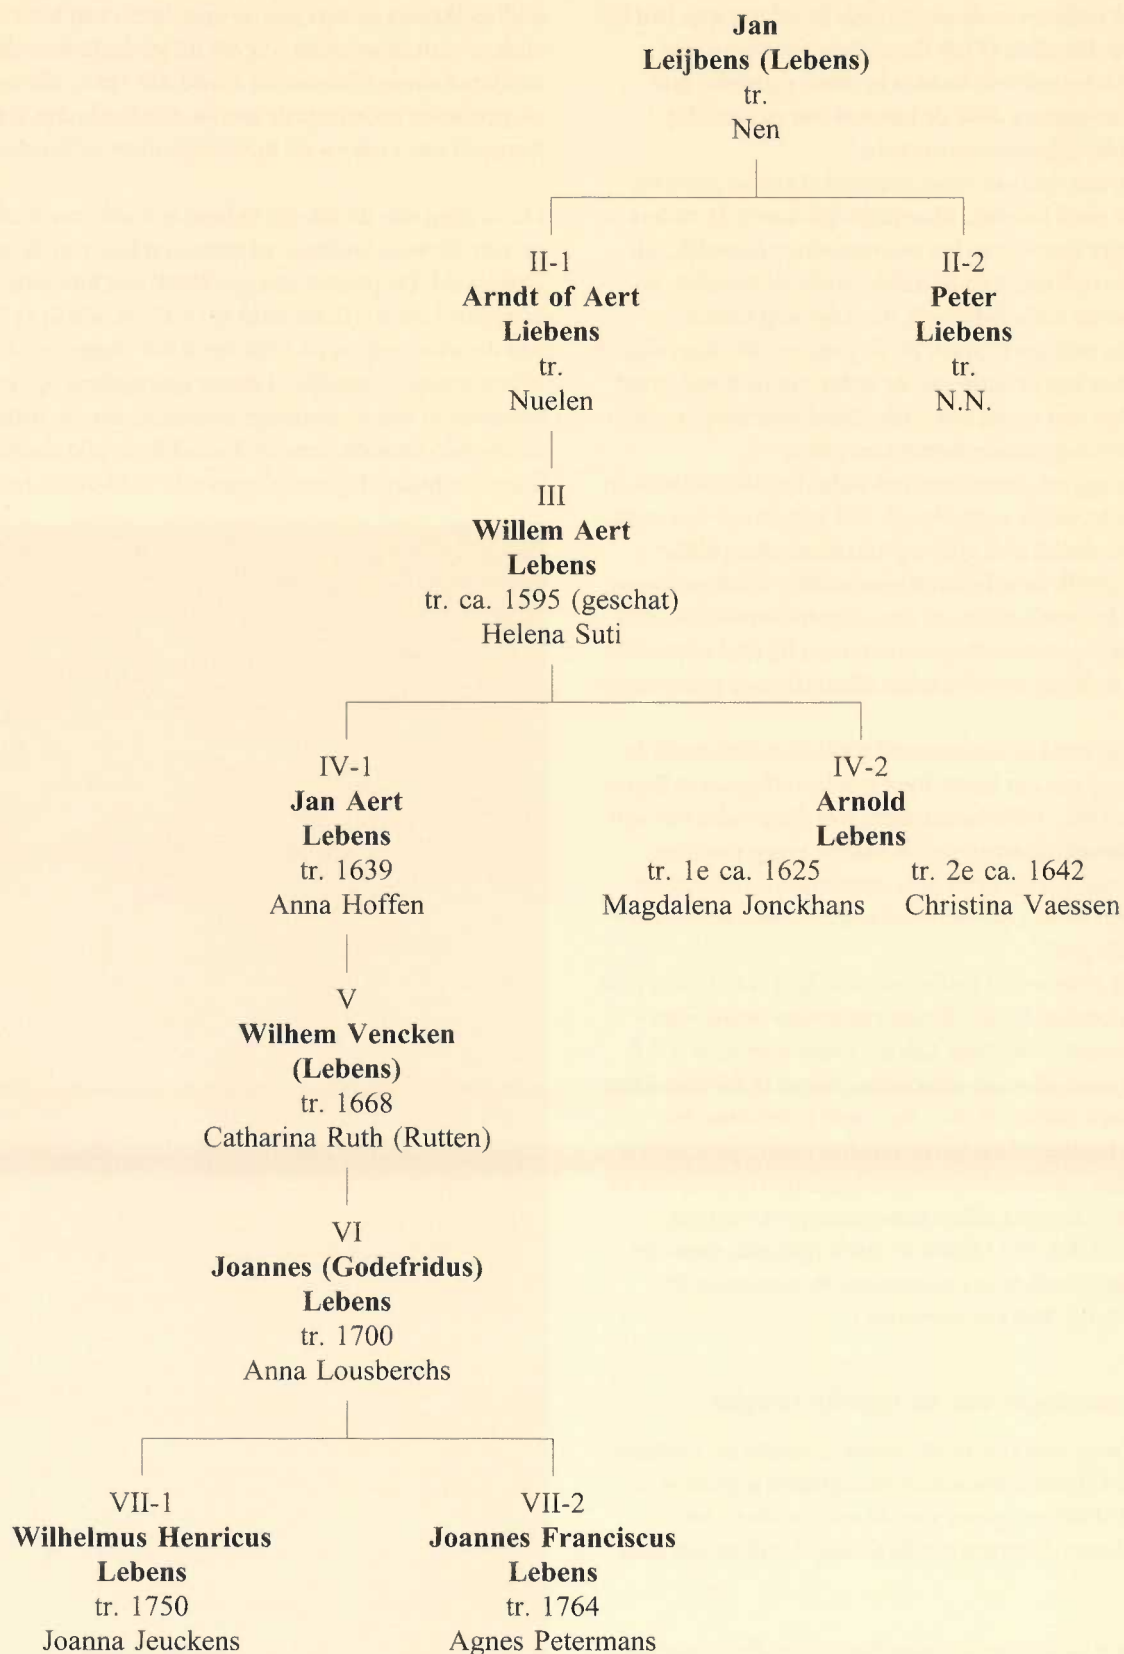 Jan
Leijbens (Lebens)
tr.
Nen
II-1
Arndt of Aert
Liebens
tr.
Nuelen
II-2
Peter
Liebens
tr.
N.N.
III
Willem Aert
Lebens
tr. ca. 1595 (geschat)
Helena Suti
IV-1
Jan Aert
Lebens
tr. 1639
Anna Hoffen
IV-2
Arnold
Lebens
tr. 1e ca. 1625
Magdalena Jonckhans
tr. 2e ca. 1642
Christina Vaessen
V
Wilhem Vencken
(Lebens)
tr. 1668
Catharina Ruth (Rutten)
VI
Joannes (Godefridus)
Lebens
tr. 1700
Anna Lousberchs
VII-1
Wilhelmus Henricus
Lebens
tr. 1750
Joanna Jeuckens
VII-2
Joannes Franciscus
Lebens
tr. 1764
Agnes Petermans